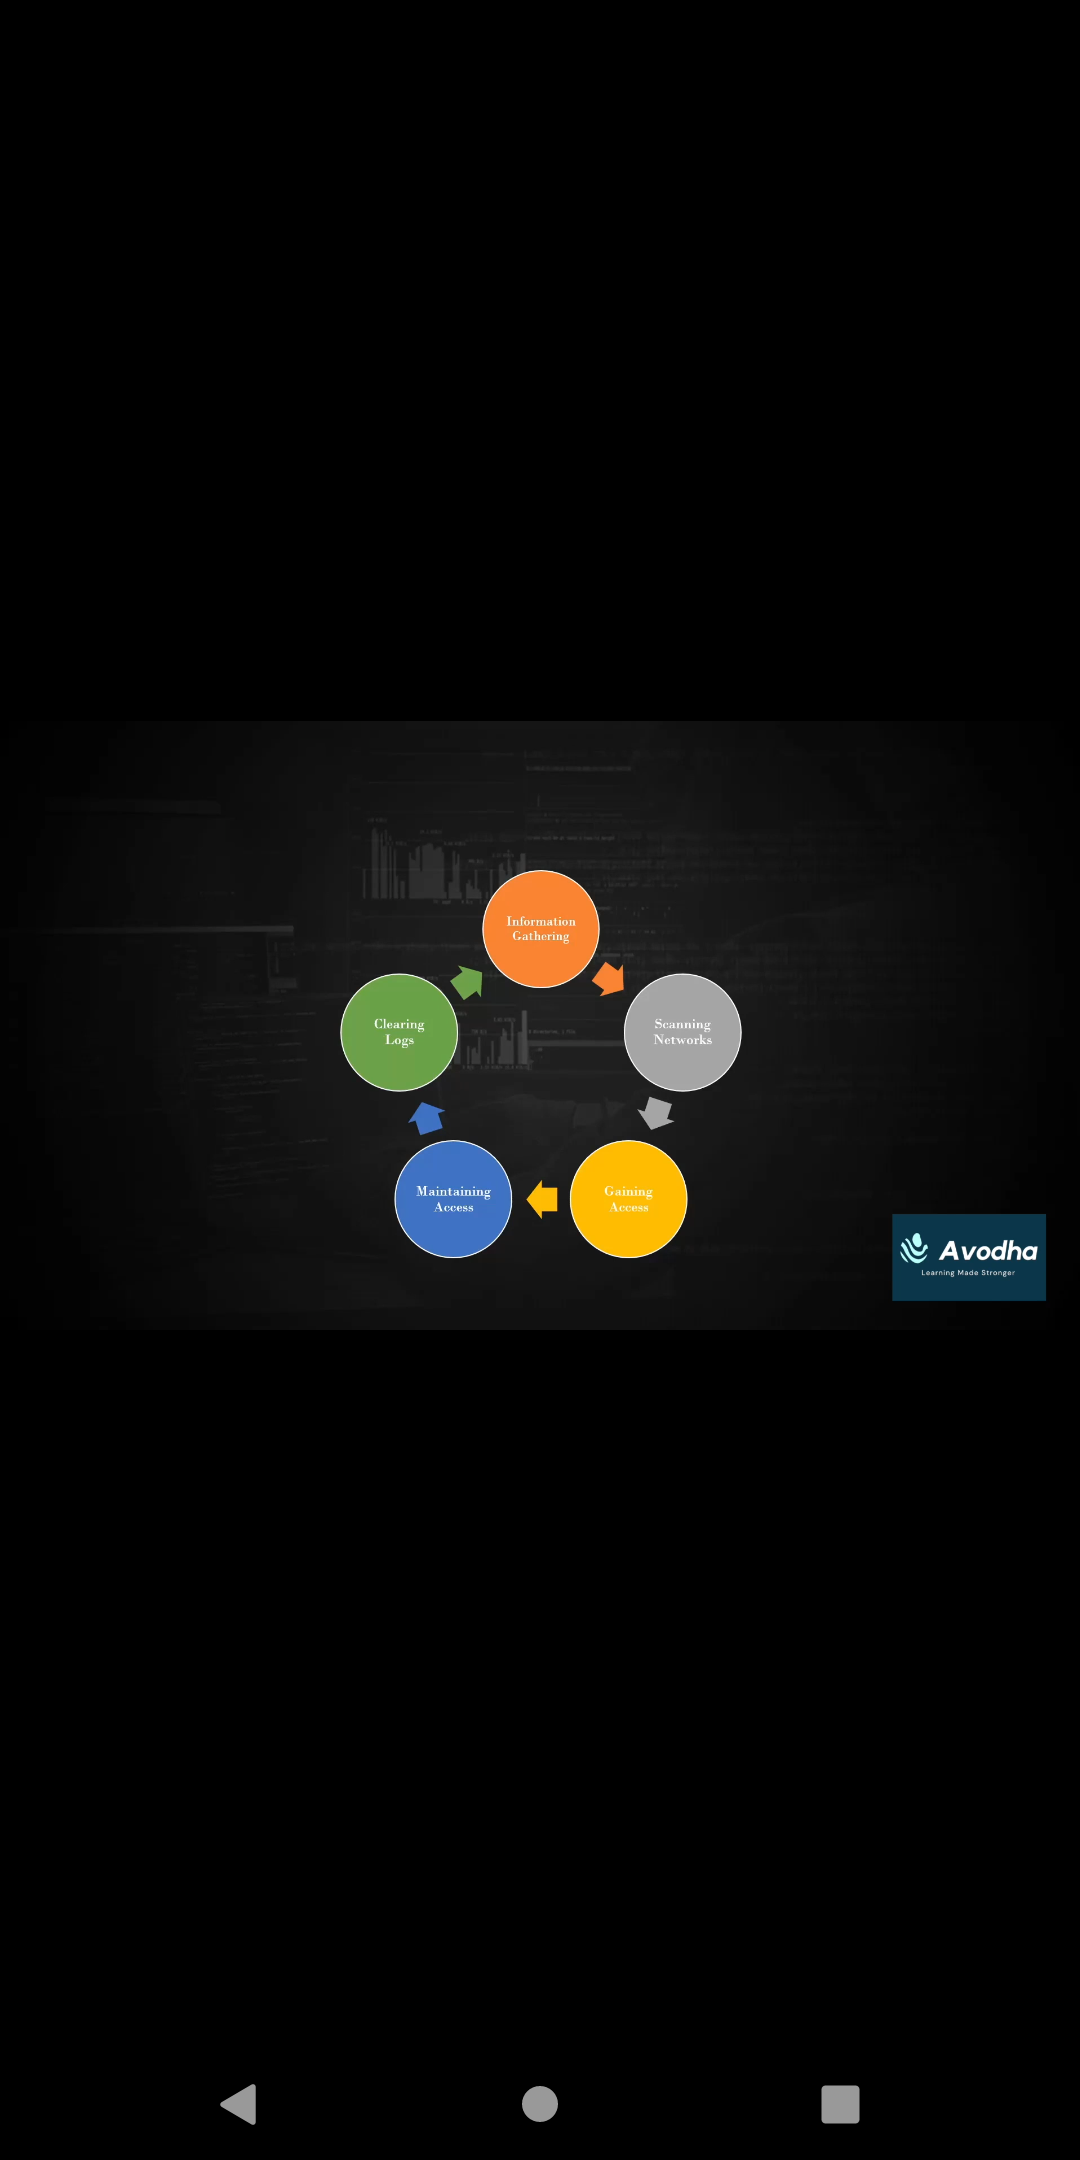 Information
Gathering
Scanning
Networks
Gaining
Access
Maintaining
Access
Clearing
Logs
Avodha
Learning Made Stronger